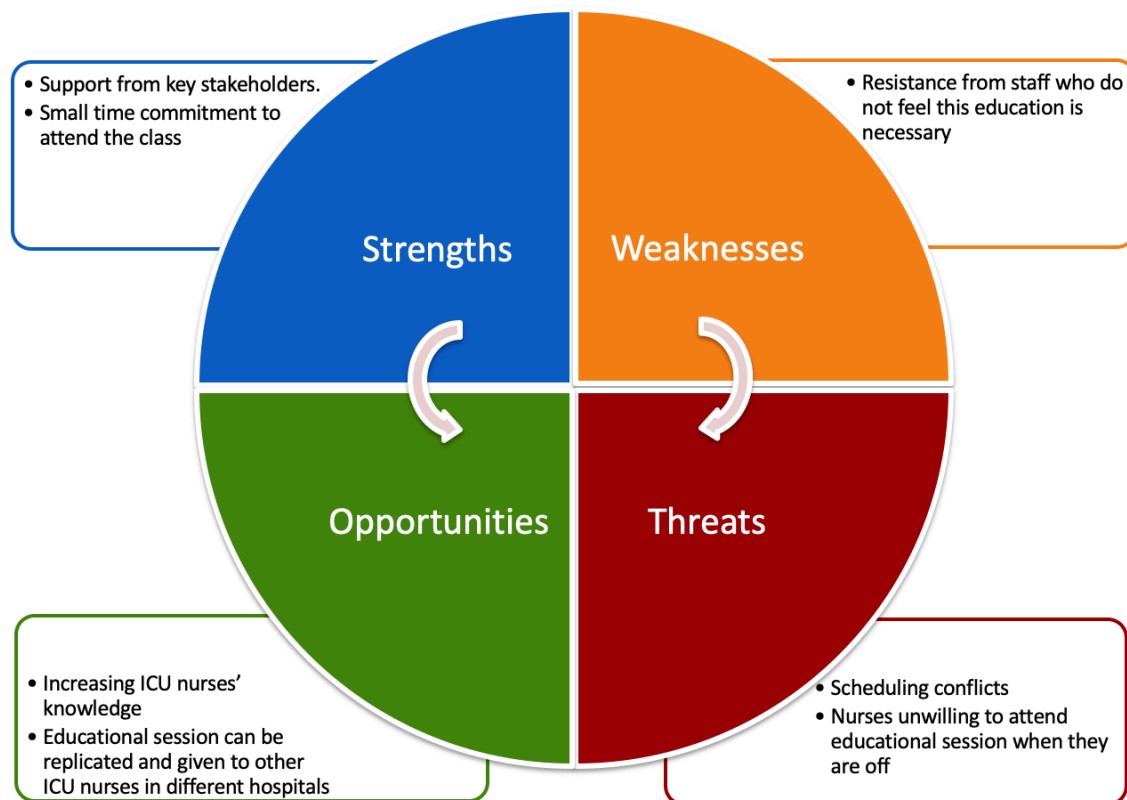 • Support from key stakeholders.
• Small time commitment to
attend the class
• Resistance from staff who do
not feel this education is
necessary
Strengths
Weaknesses
Opportunities
Threats
• Increasing ICU nurses’
knowledge
• Educational session can be
replicated and given to other
ICU nurses in different hospitals
• Scheduling conflicts
• Nurses unwilling to attend
educational session when they
are off